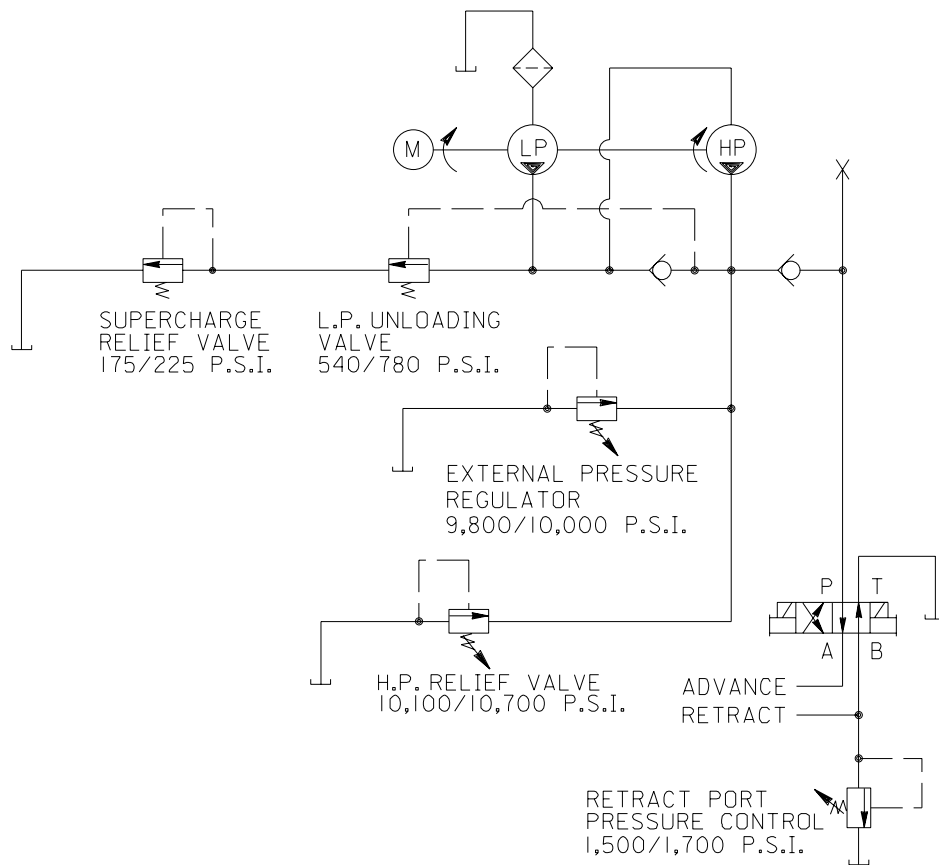 M
LP
HP
SUPERCHARGE
RELIEF VALVE
175/225 P.S.I.
L.P. UNLOADING
VALVE
540/780 P.S.I.
EXTERNAL PRESSURE
REGULATOR
9,800/10,000 P.S.I.
P T
A B
H.P. RELIEF VALVE
10,100/10,700 P.S.I.
ADVANCE
RETRACT
RETRACT PORT
PRESSURE CONTROL
1,500/1,700 P.S.I.